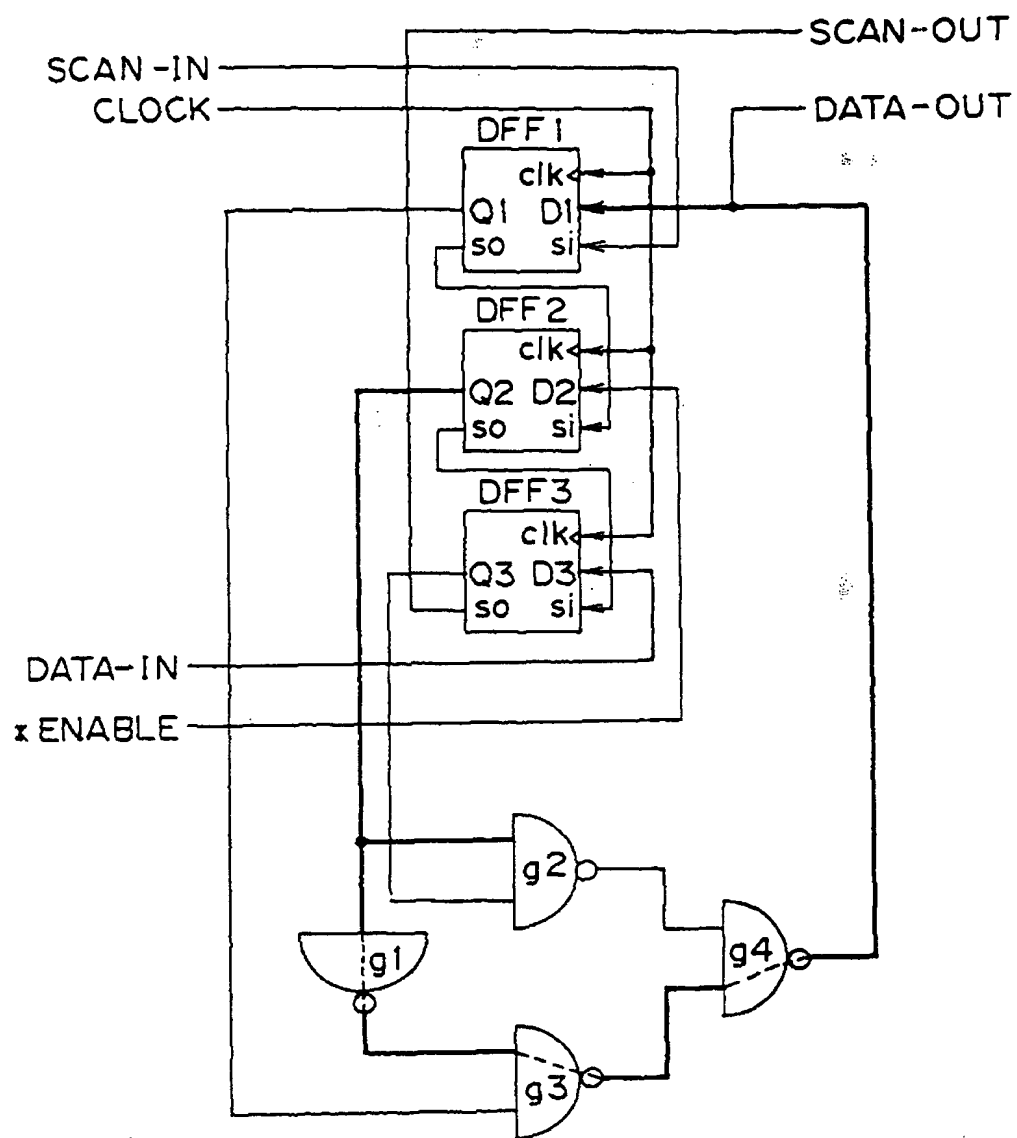 SCAN-OUT
SCAN-IN
CLOCK
DATA-OUT
DFF1
clk
Q1 D1
so si
DFF2
clk
Q2 D2
so si
DFF3
clk
Q3 D3
so si
DATA-IN
*ENABLE
g2
g1
g4
g3